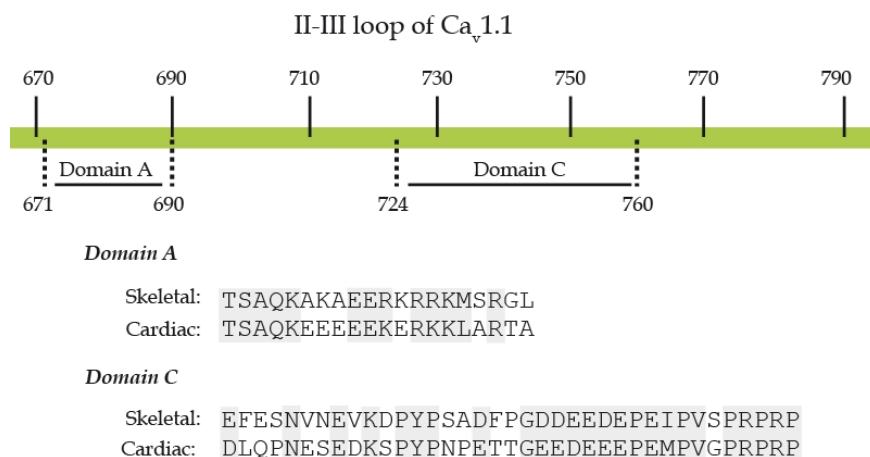 II-III loop of Cav1.1
670 690 710 730 750 770 790
Domain A Domain C
671 690 724 760
Domain A
Skeletal: TSAQKAKAEERKRRKMSRGL
Cardiac: TSAQKEEEEEKERKKLARTA
Domain C
Skeletal: EFESNVNEVKDPYPSADFPGDDEEDEPEIPVSPRPRP
Cardiac: DLQPNESEDKSPYPNPETTGEEDEEEPEMPVGPRPRP